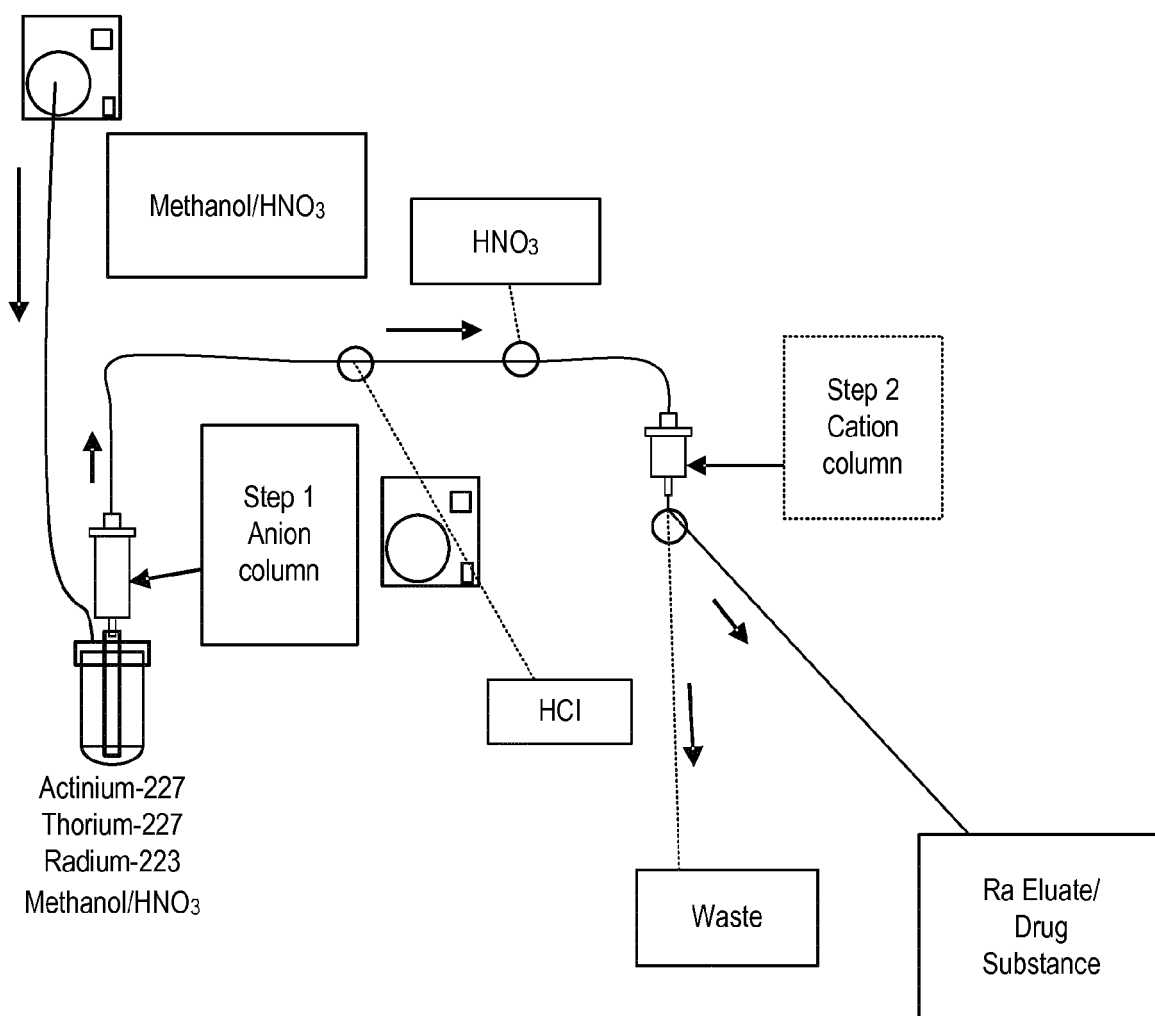 Methanol/HNO₃
HNO₃
Step 2
Cation
column
Step 1
Anion
column
HCl
Actinium-227
Thorium-227
Radium-223
Methanol/HNO₃
Waste
Ra Eluate/
Drug
Substance